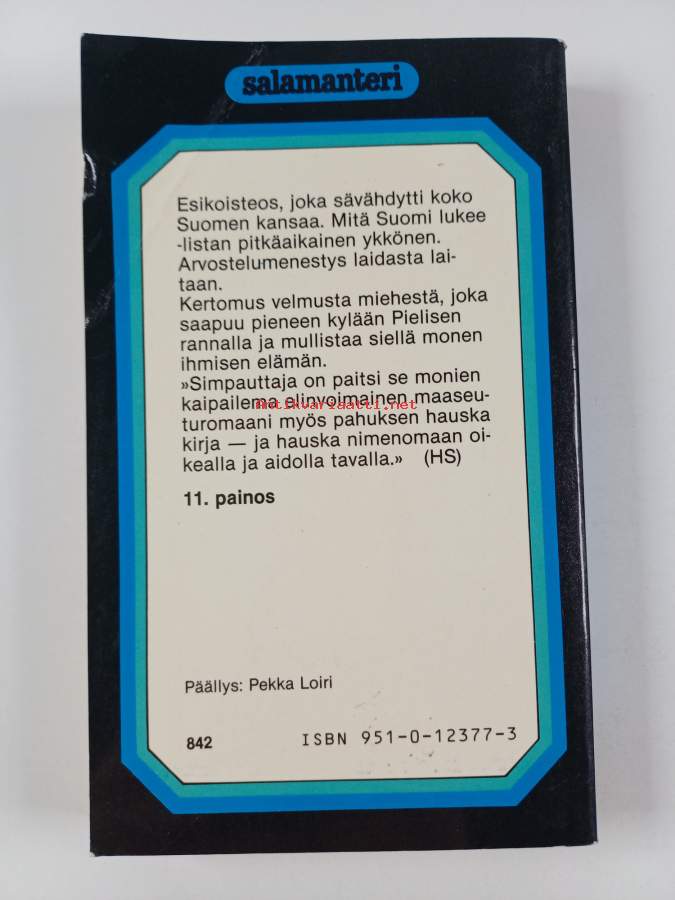 salamanteri
Esikoisteos, joka sävähdytti koko
Suomen kansaa. Mitä Suomi lukee
-listan pitkäaikainen ykkönen.
Arvostelumenestys laidasta lai-
taan.
Kertomus velmusta miehestä, joka
saapuu pieneen kylään Pielisen
rannalla ja mullistaa siellä monen
ihmisen elämän.
»Simpauttaja on paitsi se monien
kaipailema elinvoimainen maaseu-
antikvariaatti.net
turomaani myös pahuksen hauska
kirja — ja hauska nimenomaan oi-
kealla ja aidolla tavalla.» (HS)
11. painos
Päällys: Pekka Loiri
842 ISBN 951-0-12377-3